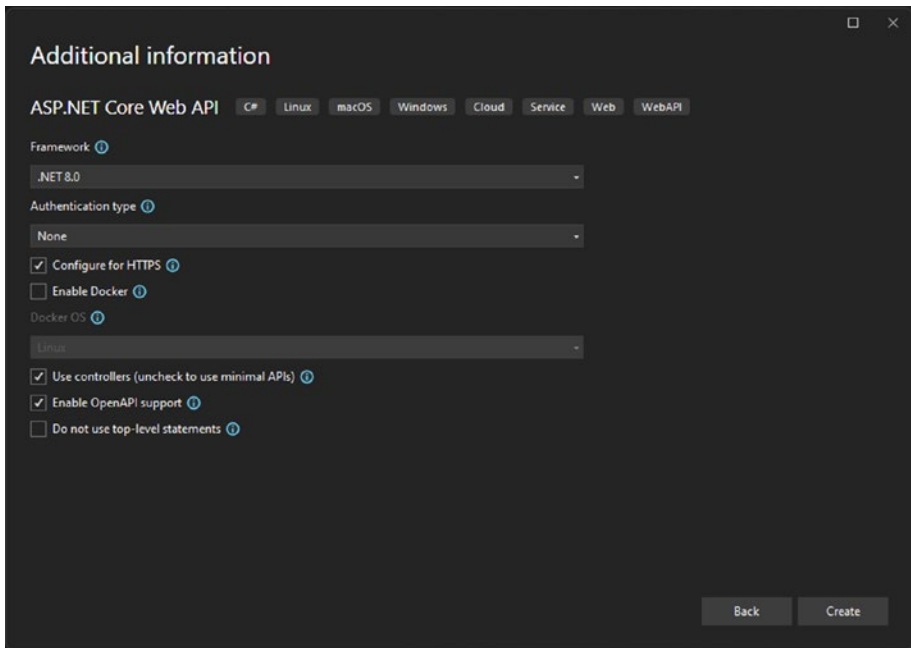 Additional information
ASP.NET Core Web API C# Linux macOS Windows Cloud Service Web WebAPI
Framework
.NET 8.0
Authentication type
None
Configure for HTTPS
Enable Docker
Docker OS
Linux
Use controllers (uncheck to use minimal APIs)
Enable OpenAPI support
Do not use top-level statements
Back Create